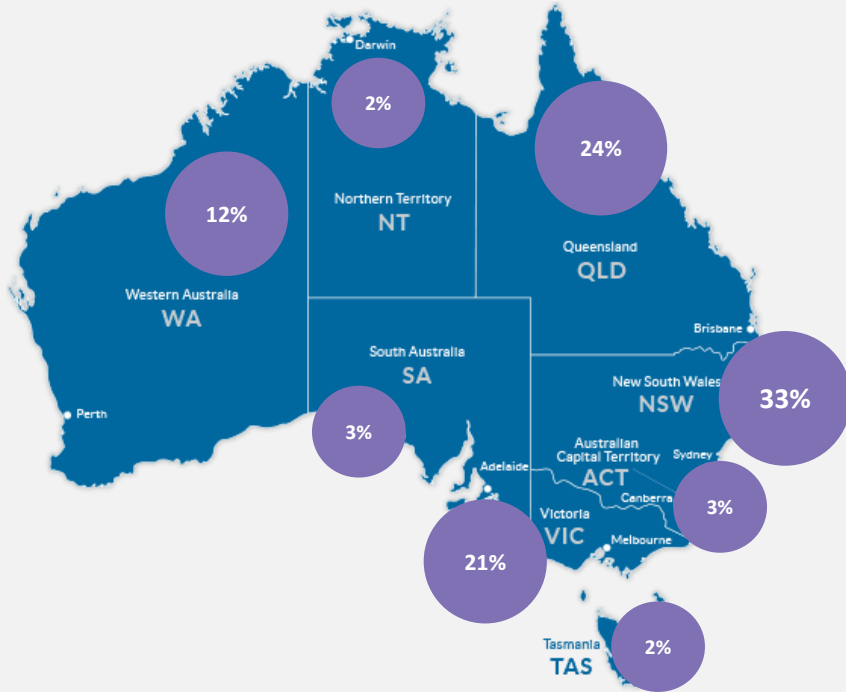 Darwin
2%
24%
Northern Territory
NT
12%
Queensland
QLD
Western Australia
WA
Brisbane
South Australia
SA
New South Wales
NSW
33%
Perth
3%
Australian
Capital Territory
ACT
Sydney
Adelaide
Canberra
3%
Victoria
VIC
Melbourne
21%
Tasmania
TAS
2%